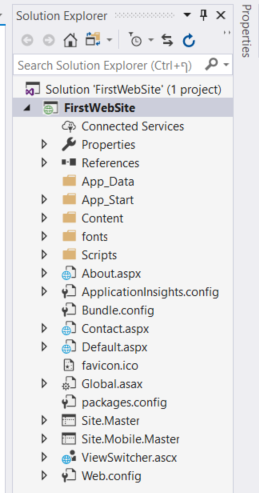 Solution Explorer
Properties
Search Solution Explorer (Ctrl+ף)
Solution 'FirstWebSite' (1 project)
FirstWebSite
Connected Services
Properties
References
App_Data
App_Start
Content
fonts
Scripts
About.aspx
ApplicationInsights.config
Bundle.config
Contact.aspx
Default.aspx
favicon.ico
Global.asax
packages.config
Site.Master
Site.Mobile.Master
ViewSwitcher.ascx
Web.config